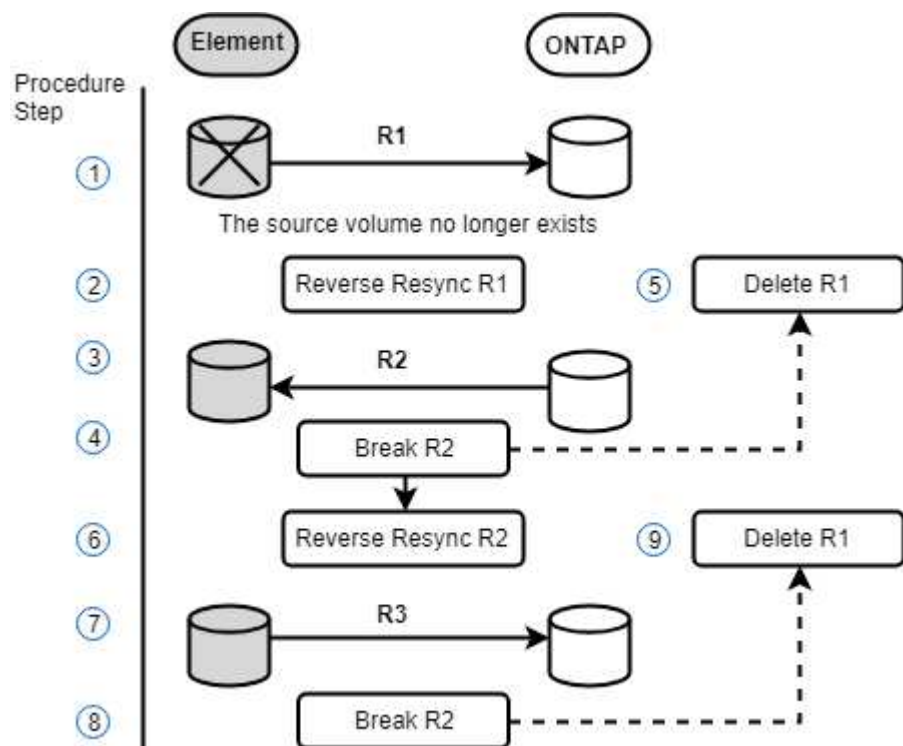 Element
ONTAP
Procedure
Step
R1
1
The source volume no longer exists
2
Reverse Resync R1
5
Delete R1
3
R2
4
Break R2
6
Reverse Resync R2
9
Delete R1
7
R3
8
Break R2